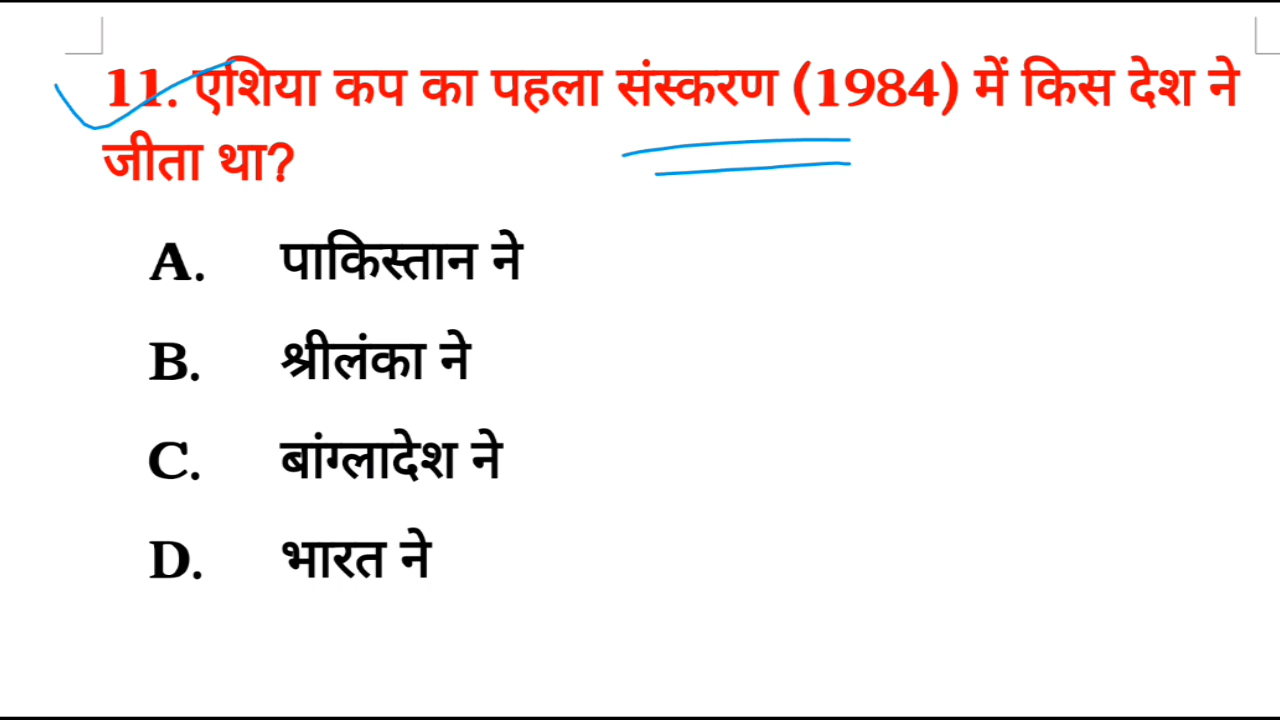 11. एशिया कप का पहला संस्करण (1984) में किस देश ने
जीता था?
A. पाकिस्तान ने
B. श्रीलंका ने
C. बांग्लादेश ने
D. भारत ने